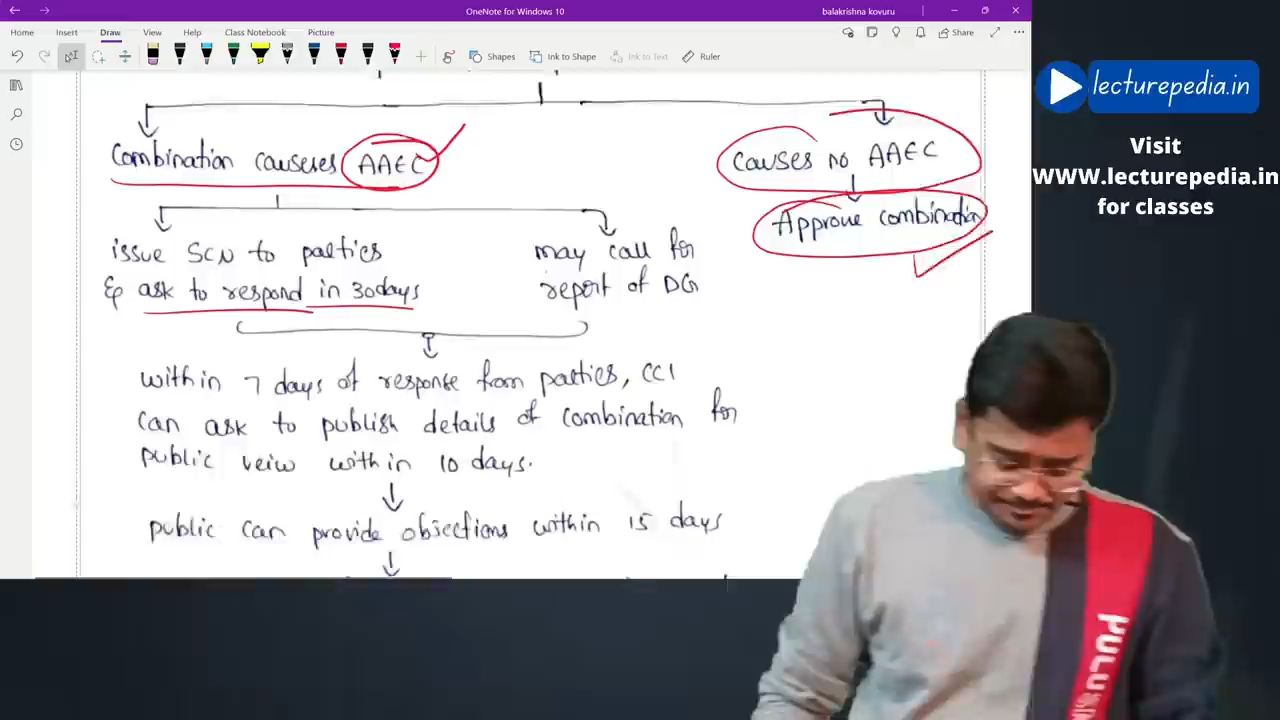 OneNote for Windows 10
balakrishna kovuru
Home Insert Draw View Help Class Notebook Picture
Share
Shapes Ink to Shape Ink to Text Ruler
lecturepedia.in
Visit
WWW.lecturepedia.in
for classes
Combination causeres AAEC
causes no AAEC
Approve combination
issue SCN to parties
& ask to respond in 30days
may call for
report of DG
within 7 days of response from parties, CCI
can ask to publish details of combination for
public veiw within 10 days.
public can provide objections within 15 days